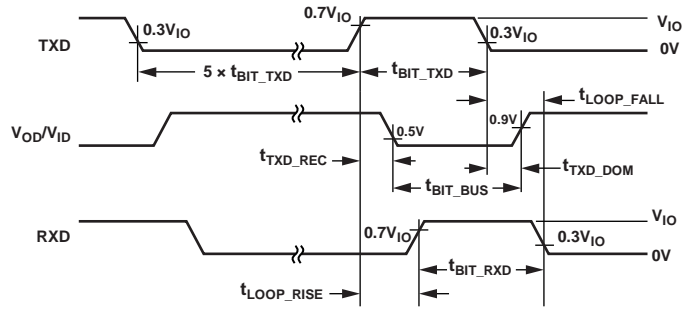 TXD
0.3VIO
0.7VIO
0.3VIO
VIO
0V
5 × tBIT_TXD
tBIT_TXD
tLOOP_FALL
VOD/VID
0.5V
0.9V
tTXD_REC
tBIT_BUS
tTXD_DOM
RXD
0.7VIO
0.3VIO
VIO
0V
tBIT_RXD
tLOOP_RISE